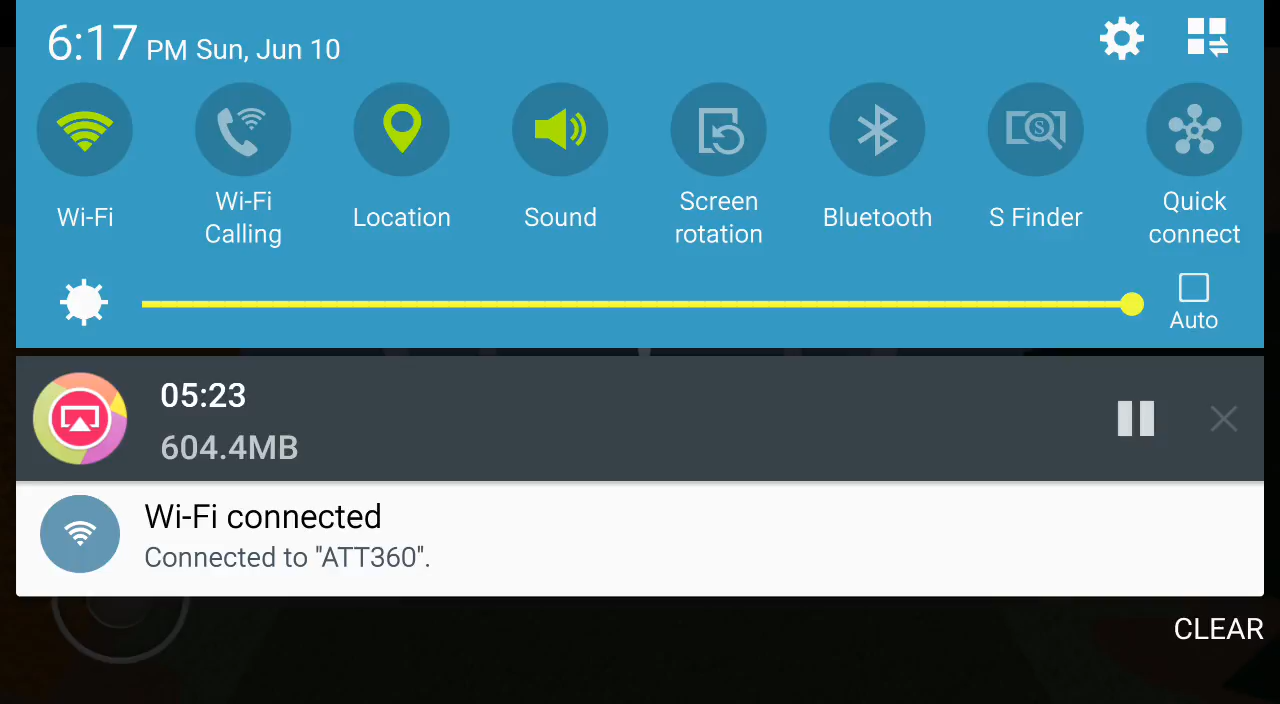 6:17 PM Sun, Jun 10
Wi-Fi
Wi-Fi
Calling
Location
Sound
Screen
rotation
Bluetooth
S Finder
Quick
connect
S
Auto
05:23
604.4MB
Wi-Fi connected
Connected to "ATT360".
CLEAR